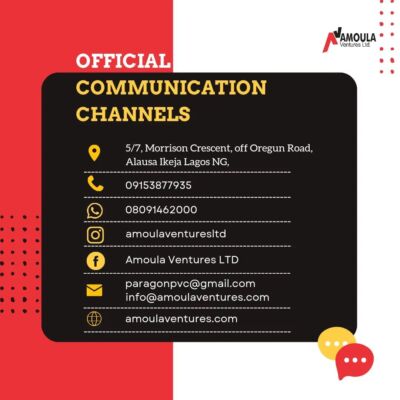 AMOULA
Ventures Ltd
OFFICIAL
COMMUNICATION
CHANNELS
5/7, Morrison Crescent, off Oregun Road,
Alausa Ikeja Lagos NG,
09153877935
08091462000
amoulaventuresltd
Amoula Ventures LTD
paragonpvc@gmail.com
info@amoulaventures.com
amoulaventures.com